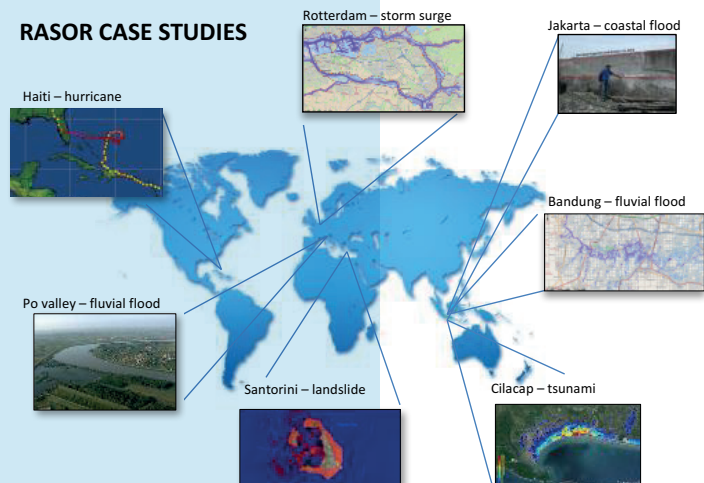 RASOR CASE STUDIES
Rotterdam – storm surge
Jakarta – coastal flood
Haiti – hurricane
Bandung – fluvial flood
Po valley – fluvial flood
Santorini – landslide
Cilacap – tsunami